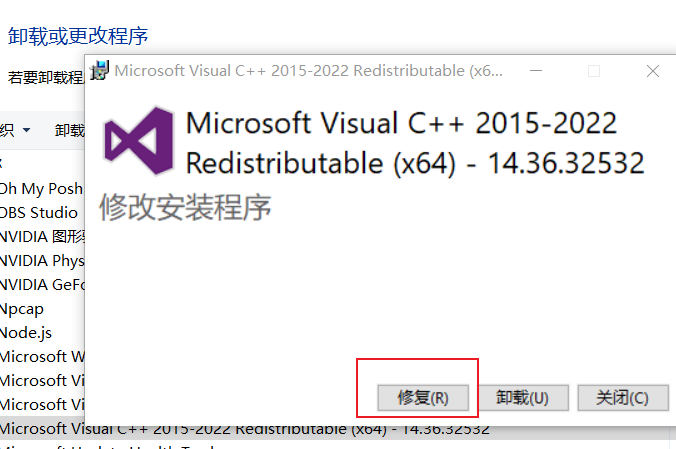 卸载或更改程序
若要卸载程
Microsoft Visual C++ 2015-2022 Redistributable (x6...
织 卸载
Microsoft Visual C++ 2015-2022
Redistributable (x64) - 14.36.32532
修改安装程序
Oh My Posh
OBS Studio
NVIDIA 图形
NVIDIA Phys
NVIDIA GeFo
Npcap
Node.js
Microsoft W
Microsoft Vi
Microsoft Vi
修复(R) 卸载(U) 关闭(C)
Microsoft Visual C++ 2015-2022 Redistributable (x64) - 14.36.32532